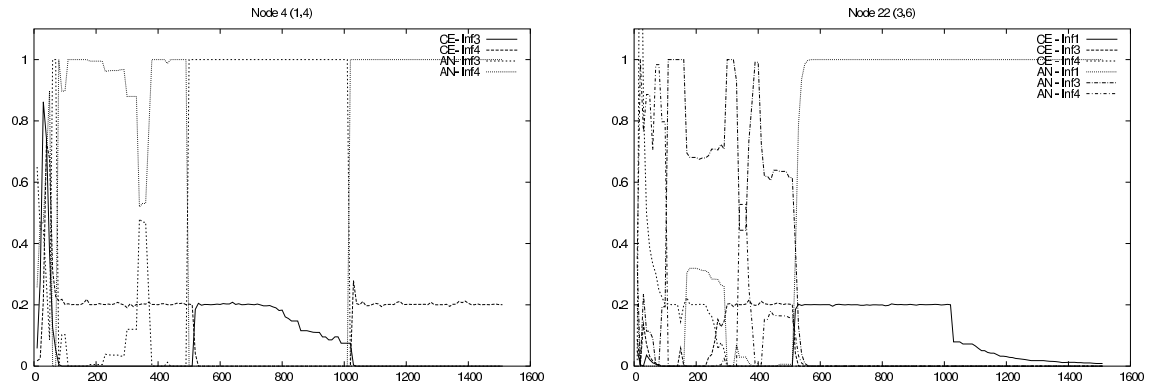 Node 4 (1,4)
CE-Inf3
CE-Inf4
AN-Inf3
AN-Inf4
1
0.8
0.6
0.4
0.2
0
0 200 400 600 800 1000 1200 1400 1600
Node 22 (3,6)
CE - Inf1
CE - Inf3
CE - Inf4
AN - Inf1
AN - Inf3
AN - Inf4
1
0.8
0.6
0.4
0.2
0
0 200 400 600 800 1000 1200 1400 1600